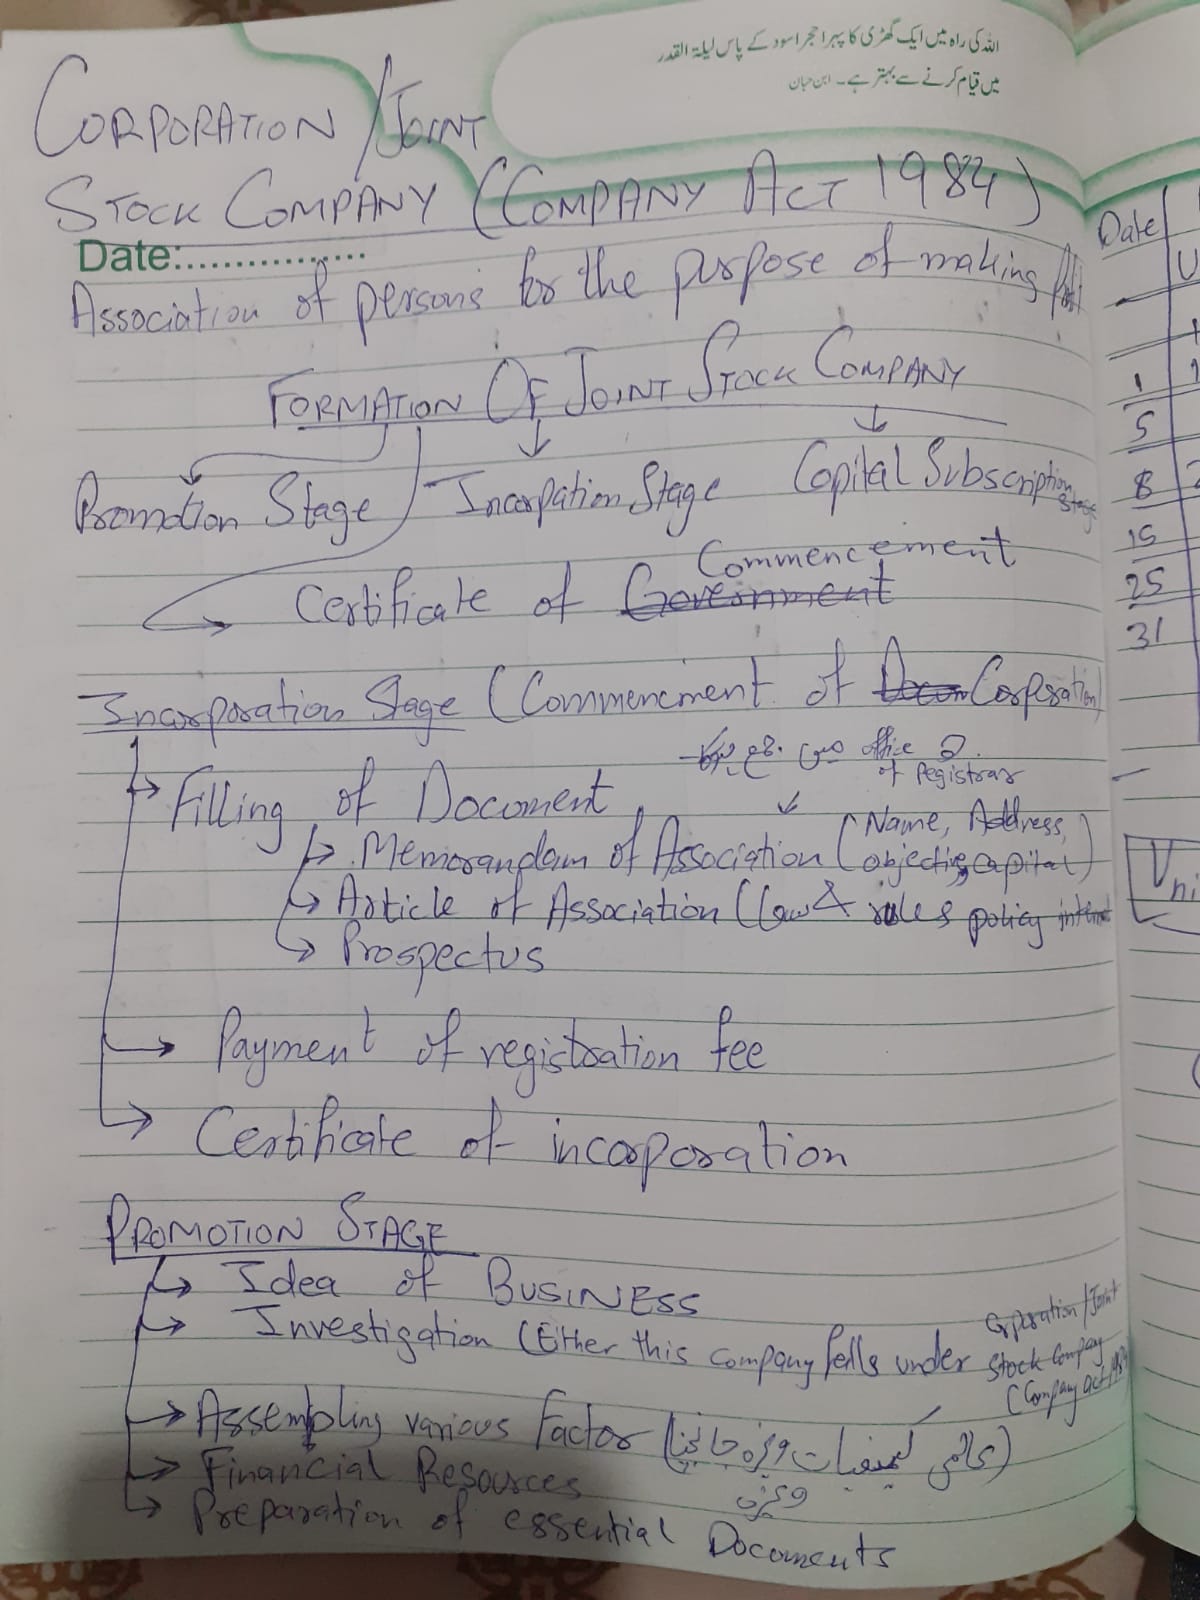 اللہ کی راہ میں ایک گھڑی کا پہرا حجر اسود کے پاس لیلۃ القدر
میں قیام کرنے سے بہتر ہے۔ ابن حبان
CORPORATION / JOINT
STOCK COMPANY (COMPANY ACT 1984)
Date:................
Association of persons for the purpose of making
FORMATION OF JOINT STOCK COMPANY
Promotion Stage Incorpation Stage Capital Subscription Stage
Commencement
Certificate of Government
Incorporation Stage (Commencement of Corporation)
میں جمع office
of Registrar
Filling of Document
Memorandum of Association (Name, Address,
objectives, capital)
Article of Association (Law & rules policy
Prospectus
Payment of registration fee
Certificate of incorporation
PROMOTION STAGE
Idea of BUSINESS
Investigation (Either this company falls under Corporation / Joint
Stock Company
(Company act 1984
Assembling various Factor (عالمی کیفیات وغیرہ جانچنا)
وغیرہ
Financial Resources
Preparation of essential Documents
Date
1
5
8
15
25
31
Uni